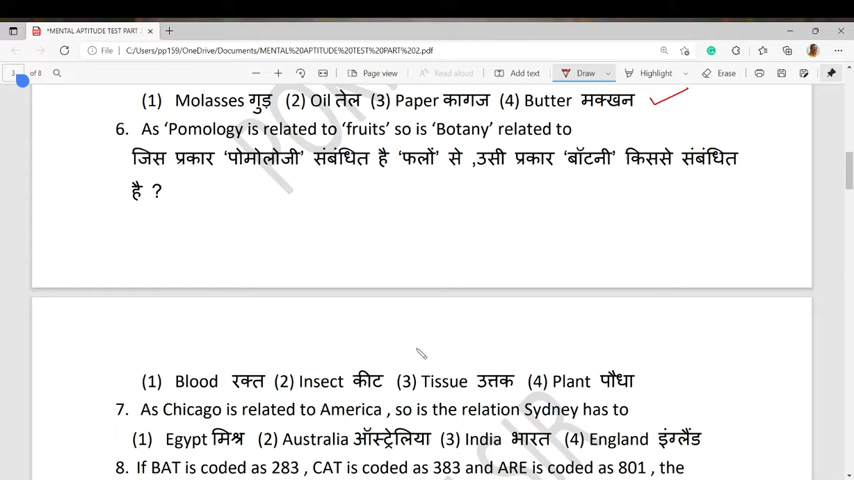 *MENTAL APTITUDE TEST PART
File
C:/Users/pp159/OneDrive/Documents/MENTAL%20APTITUDE%20TEST%20PART%202.pdf
3 of 8
Page view
Read aloud
Add text
Draw
Highlight
Erase
(1) Molasses गुड़ (2) Oil तेल (3) Paper कागज (4) Butter मक्खन
6. As ‘Pomology is related to ‘fruits’ so is ‘Botany’ related to
जिस प्रकार ‘पोमोलोजी’ संबंधित है ‘फलों’ से ,उसी प्रकार ‘बॉटनी’ किससे संबंधित
है ?
(1) Blood रक्त (2) Insect कीट (3) Tissue उत्तक (4) Plant पौधा
7. As Chicago is related to America , so is the relation Sydney has to
(1) Egypt मिश्र (2) Australia ऑस्ट्रेलिया (3) India भारत (4) England इंग्लैंड
8. If BAT is coded as 283 , CAT is coded as 383 and ARE is coded as 801 , the